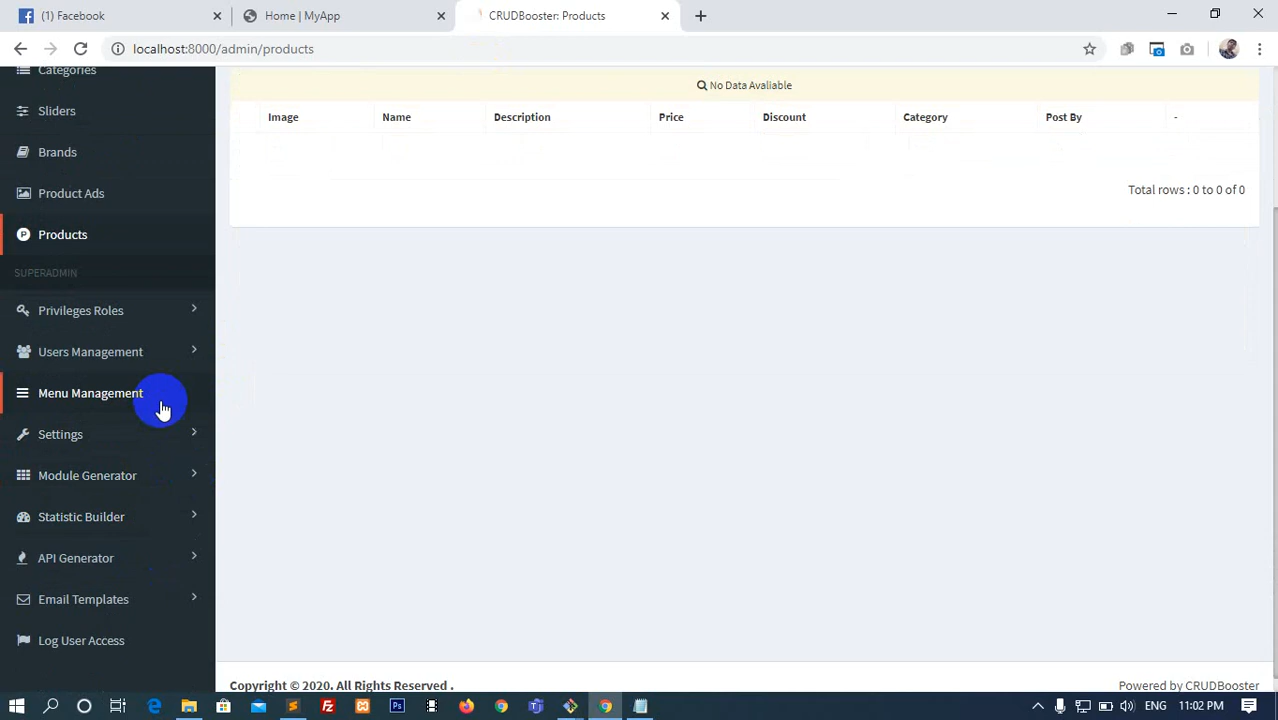 (1) Facebook
Home | MyApp
CRUDBooster: Products
localhost:8000/admin/products
Categories
No Data Avaliable
Sliders
Image Name Description Price Discount Category Post By -
Brands
Product Ads
Total rows : 0 to 0 of 0
Products
SUPERADMIN
Privileges Roles
Users Management
Menu Management
Settings
Module Generator
Statistic Builder
API Generator
Email Templates
Log User Access
Copyright © 2020. All Rights Reserved .
Powered by CRUDBooster
ENG 11:02 PM